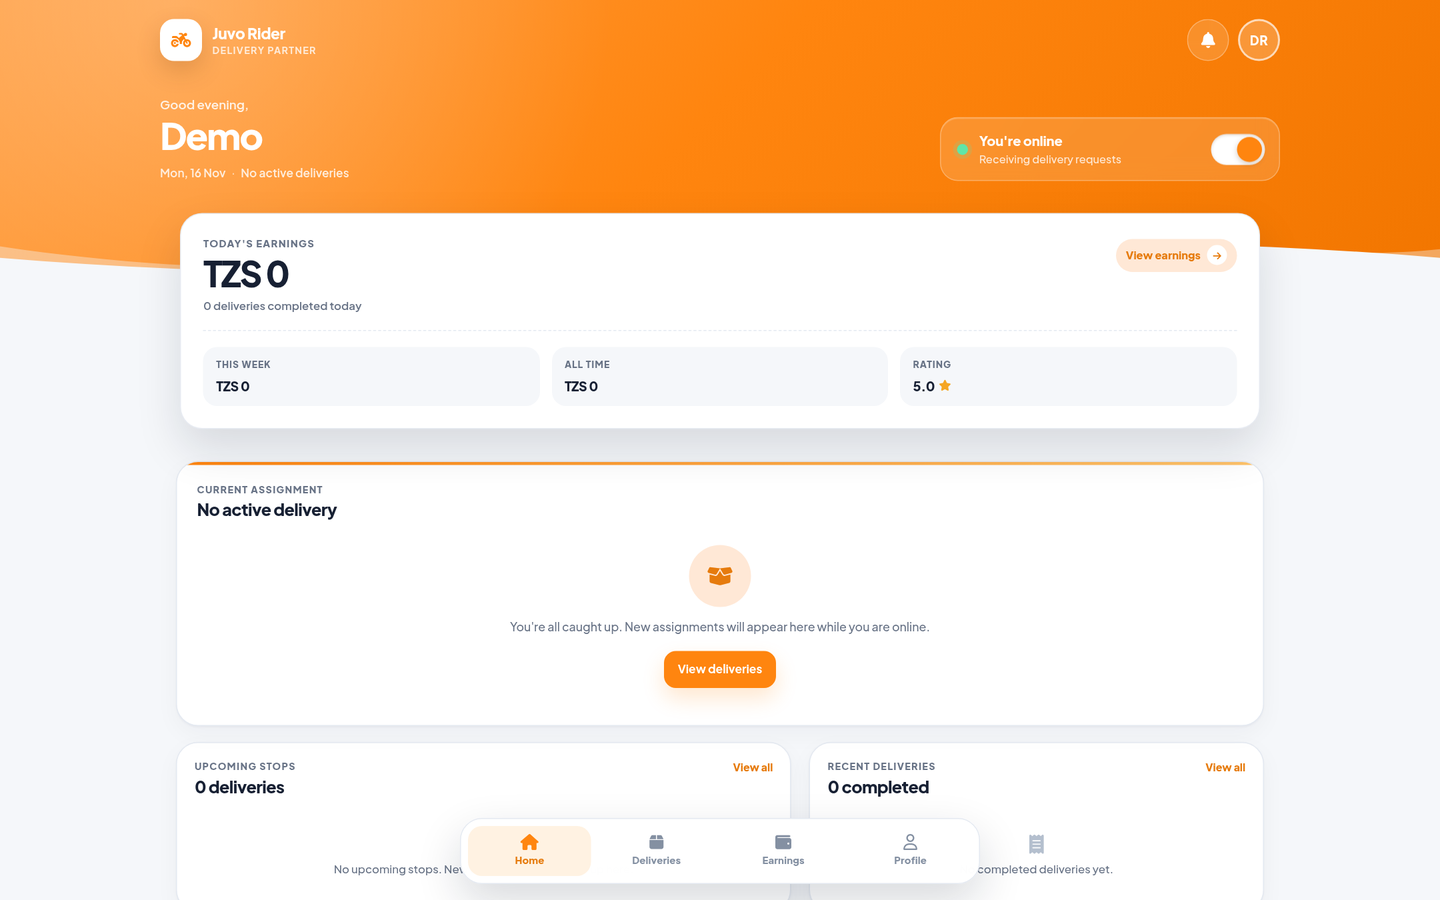 Juvo Rider
DELIVERY PARTNER
DR
Good evening,
Demo
Mon, 16 Nov · No active deliveries
You're online
Receiving delivery requests
TODAY'S EARNINGS
TZS 0
0 deliveries completed today
View earnings
THIS WEEK
TZS 0
ALL TIME
TZS 0
RATING
5.0
CURRENT ASSIGNMENT
No active delivery
You're all caught up. New assignments will appear here while you are online.
View deliveries
UPCOMING STOPS
0 deliveries
View all
No upcoming stops.
RECENT DELIVERIES
0 completed
View all
completed deliveries yet.
Home
Deliveries
Earnings
Profile